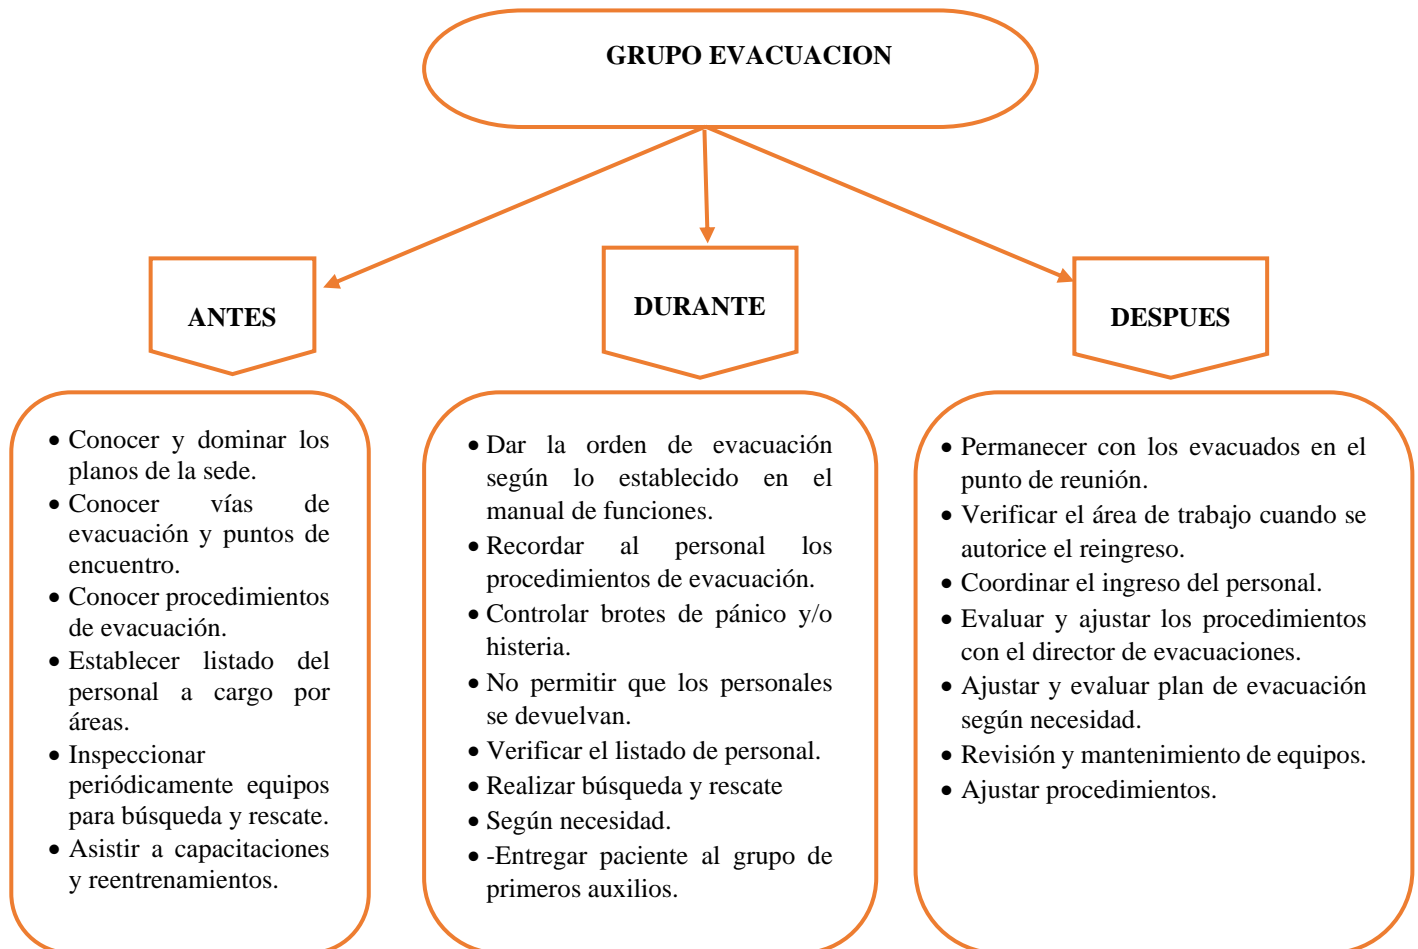 GRUPO EVACUACION
ANTES
DURANTE
DESPUES
• Conocer y dominar los
planos de la sede.
• Conocer vías de
evacuación y puntos de
encuentro.
• Conocer procedimientos
de evacuación.
• Establecer listado del
personal a cargo por
áreas.
• Inspeccionar
periódicamente equipos
para búsqueda y rescate.
• Asistir a capacitaciones
y reentrenamientos.
• Dar la orden de evacuación
según lo establecido en el
manual de funciones.
• Recordar al personal los
procedimientos de evacuación.
• Controlar brotes de pánico y/o
histeria.
• No permitir que los personales
se devuelvan.
• Verificar el listado de personal.
• Realizar búsqueda y rescate
• Según necesidad.
• -Entregar paciente al grupo de
primeros auxilios.
• Permanecer con los evacuados en el
punto de reunión.
• Verificar el área de trabajo cuando se
autorice el reingreso.
• Coordinar el ingreso del personal.
• Evaluar y ajustar los procedimientos
con el director de evacuaciones.
• Ajustar y evaluar plan de evacuación
según necesidad.
• Revisión y mantenimiento de equipos.
• Ajustar procedimientos.